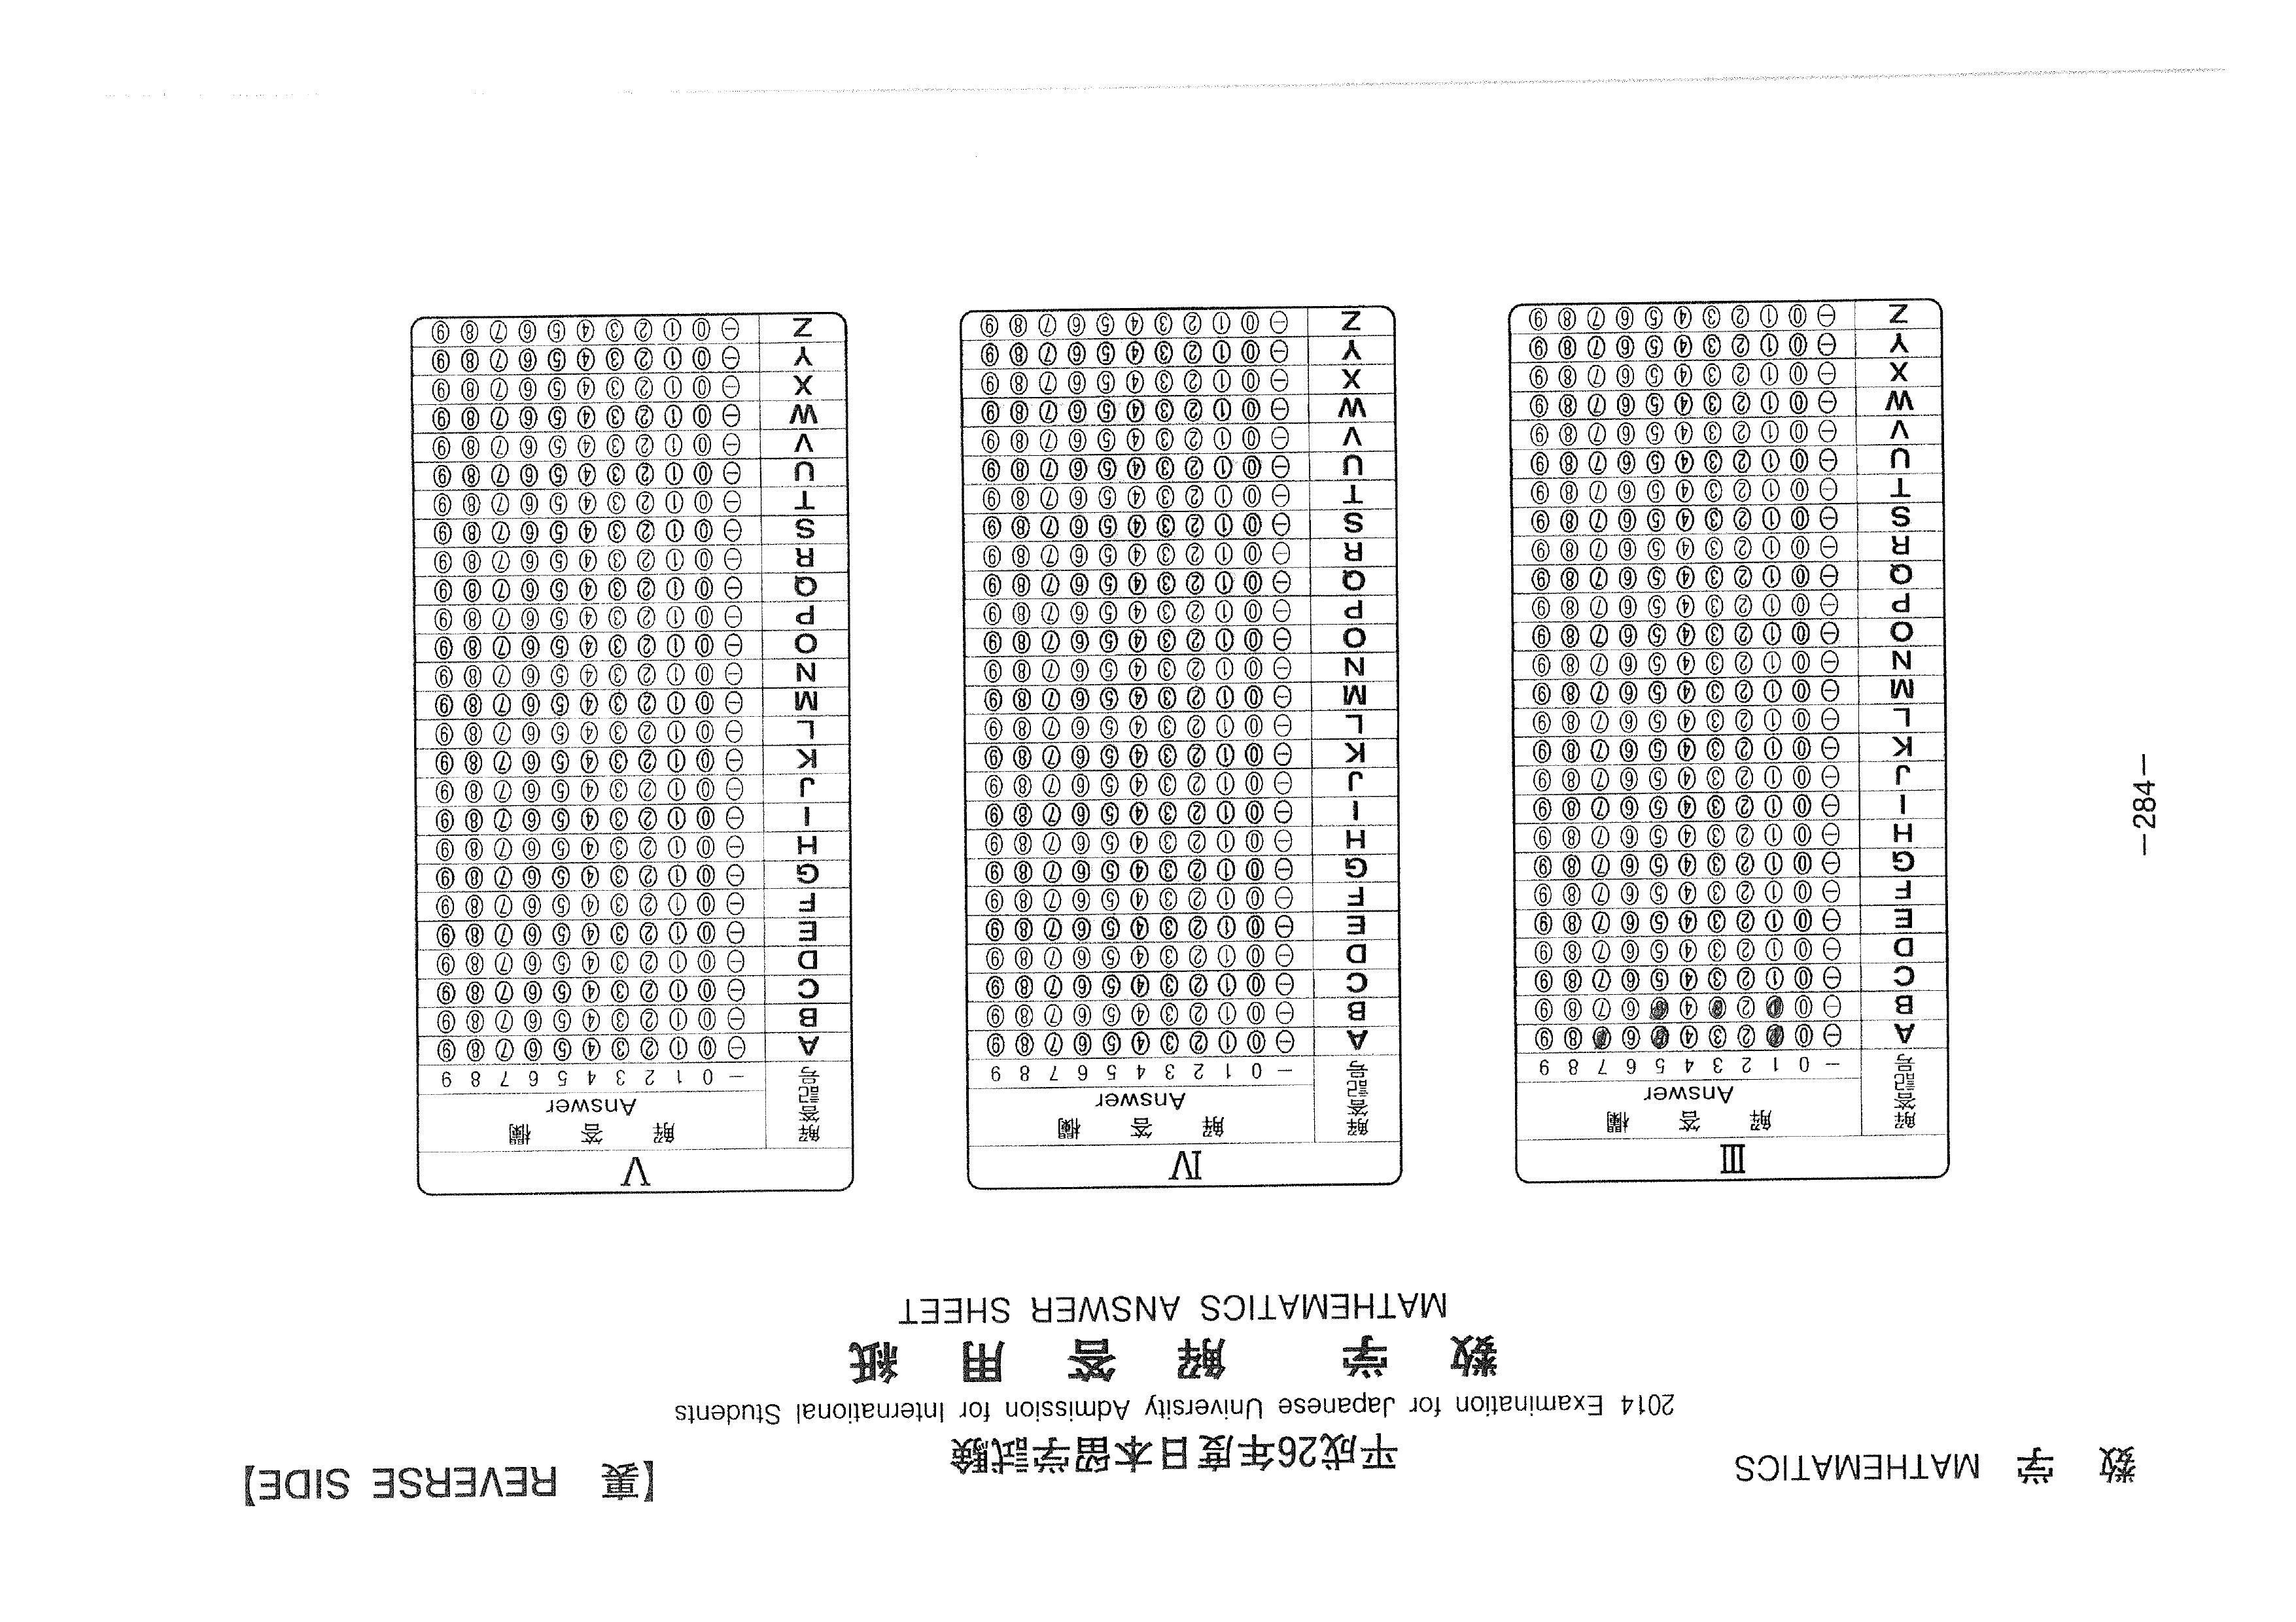 数 学 MATHEMATICS
平成26年度日本留学試験
【裏 REVERSE SIDE】
2014 Examination for Japanese University Admission for International Students
数 学 解 答 用 紙
MATHEMATICS ANSWER SHEET
Ⅲ
解答記号 解 答 欄
Answer
− 0 1 2 3 4 5 6 7 8 9
A ⊖ ⓪ ② ③ ④ ⑥ ⑧ ⑨
B ⊖ ⓪ ② ④ ⑥ ⑦ ⑧ ⑨
C ⊖ ⓪ ① ② ③ ④ ⑤ ⑥ ⑦ ⑧ ⑨
D ⊖ ⓪ ① ② ③ ④ ⑤ ⑥ ⑦ ⑧ ⑨
E ⊖ ⓪ ① ② ③ ④ ⑤ ⑥ ⑦ ⑧ ⑨
F ⊖ ⓪ ① ② ③ ④ ⑤ ⑥ ⑦ ⑧ ⑨
G ⊖ ⓪ ① ② ③ ④ ⑤ ⑥ ⑦ ⑧ ⑨
H ⊖ ⓪ ① ② ③ ④ ⑤ ⑥ ⑦ ⑧ ⑨
I ⊖ ⓪ ① ② ③ ④ ⑤ ⑥ ⑦ ⑧ ⑨
J ⊖ ⓪ ① ② ③ ④ ⑤ ⑥ ⑦ ⑧ ⑨
K ⊖ ⓪ ① ② ③ ④ ⑤ ⑥ ⑦ ⑧ ⑨
L ⊖ ⓪ ① ② ③ ④ ⑤ ⑥ ⑦ ⑧ ⑨
M ⊖ ⓪ ① ② ③ ④ ⑤ ⑥ ⑦ ⑧ ⑨
N ⊖ ⓪ ① ② ③ ④ ⑤ ⑥ ⑦ ⑧ ⑨
O ⊖ ⓪ ① ② ③ ④ ⑤ ⑥ ⑦ ⑧ ⑨
P ⊖ ⓪ ① ② ③ ④ ⑤ ⑥ ⑦ ⑧ ⑨
Q ⊖ ⓪ ① ② ③ ④ ⑤ ⑥ ⑦ ⑧ ⑨
R ⊖ ⓪ ① ② ③ ④ ⑤ ⑥ ⑦ ⑧ ⑨
S ⊖ ⓪ ① ② ③ ④ ⑤ ⑥ ⑦ ⑧ ⑨
T ⊖ ⓪ ① ② ③ ④ ⑤ ⑥ ⑦ ⑧ ⑨
U ⊖ ⓪ ① ② ③ ④ ⑤ ⑥ ⑦ ⑧ ⑨
V ⊖ ⓪ ① ② ③ ④ ⑤ ⑥ ⑦ ⑧ ⑨
W ⊖ ⓪ ① ② ③ ④ ⑤ ⑥ ⑦ ⑧ ⑨
X ⊖ ⓪ ① ② ③ ④ ⑤ ⑥ ⑦ ⑧ ⑨
Y ⊖ ⓪ ① ② ③ ④ ⑤ ⑥ ⑦ ⑧ ⑨
Z ⊖ ⓪ ① ② ③ ④ ⑤ ⑥ ⑦ ⑧ ⑨
Ⅳ
解答記号 解 答 欄
Answer
− 0 1 2 3 4 5 6 7 8 9
A ⊖ ⓪ ① ② ③ ④ ⑤ ⑥ ⑦ ⑧ ⑨
B ⊖ ⓪ ① ② ③ ④ ⑤ ⑥ ⑦ ⑧ ⑨
C ⊖ ⓪ ① ② ③ ④ ⑤ ⑥ ⑦ ⑧ ⑨
D ⊖ ⓪ ① ② ③ ④ ⑤ ⑥ ⑦ ⑧ ⑨
E ⊖ ⓪ ① ② ③ ④ ⑤ ⑥ ⑦ ⑧ ⑨
F ⊖ ⓪ ① ② ③ ④ ⑤ ⑥ ⑦ ⑧ ⑨
G ⊖ ⓪ ① ② ③ ④ ⑤ ⑥ ⑦ ⑧ ⑨
H ⊖ ⓪ ① ② ③ ④ ⑤ ⑥ ⑦ ⑧ ⑨
I ⊖ ⓪ ① ② ③ ④ ⑤ ⑥ ⑦ ⑧ ⑨
J ⊖ ⓪ ① ② ③ ④ ⑤ ⑥ ⑦ ⑧ ⑨
K ⊖ ⓪ ① ② ③ ④ ⑤ ⑥ ⑦ ⑧ ⑨
L ⊖ ⓪ ① ② ③ ④ ⑤ ⑥ ⑦ ⑧ ⑨
M ⊖ ⓪ ① ② ③ ④ ⑤ ⑥ ⑦ ⑧ ⑨
N ⊖ ⓪ ① ② ③ ④ ⑤ ⑥ ⑦ ⑧ ⑨
O ⊖ ⓪ ① ② ③ ④ ⑤ ⑥ ⑦ ⑧ ⑨
P ⊖ ⓪ ① ② ③ ④ ⑤ ⑥ ⑦ ⑧ ⑨
Q ⊖ ⓪ ① ② ③ ④ ⑤ ⑥ ⑦ ⑧ ⑨
R ⊖ ⓪ ① ② ③ ④ ⑤ ⑥ ⑦ ⑧ ⑨
S ⊖ ⓪ ① ② ③ ④ ⑤ ⑥ ⑦ ⑧ ⑨
T ⊖ ⓪ ① ② ③ ④ ⑤ ⑥ ⑦ ⑧ ⑨
U ⊖ ⓪ ① ② ③ ④ ⑤ ⑥ ⑦ ⑧ ⑨
V ⊖ ⓪ ① ② ③ ④ ⑤ ⑥ ⑦ ⑧ ⑨
W ⊖ ⓪ ① ② ③ ④ ⑤ ⑥ ⑦ ⑧ ⑨
X ⊖ ⓪ ① ② ③ ④ ⑤ ⑥ ⑦ ⑧ ⑨
Y ⊖ ⓪ ① ② ③ ④ ⑤ ⑥ ⑦ ⑧ ⑨
Z ⊖ ⓪ ① ② ③ ④ ⑤ ⑥ ⑦ ⑧ ⑨
Ⅴ
解答記号 解 答 欄
Answer
− 0 1 2 3 4 5 6 7 8 9
A ⊖ ⓪ ① ② ③ ④ ⑤ ⑥ ⑦ ⑧ ⑨
B ⊖ ⓪ ① ② ③ ④ ⑤ ⑥ ⑦ ⑧ ⑨
C ⊖ ⓪ ① ② ③ ④ ⑤ ⑥ ⑦ ⑧ ⑨
D ⊖ ⓪ ① ② ③ ④ ⑤ ⑥ ⑦ ⑧ ⑨
E ⊖ ⓪ ① ② ③ ④ ⑤ ⑥ ⑦ ⑧ ⑨
F ⊖ ⓪ ① ② ③ ④ ⑤ ⑥ ⑦ ⑧ ⑨
G ⊖ ⓪ ① ② ③ ④ ⑤ ⑥ ⑦ ⑧ ⑨
H ⊖ ⓪ ① ② ③ ④ ⑤ ⑥ ⑦ ⑧ ⑨
I ⊖ ⓪ ① ② ③ ④ ⑤ ⑥ ⑦ ⑧ ⑨
J ⊖ ⓪ ① ② ③ ④ ⑤ ⑥ ⑦ ⑧ ⑨
K ⊖ ⓪ ① ② ③ ④ ⑤ ⑥ ⑦ ⑧ ⑨
L ⊖ ⓪ ① ② ③ ④ ⑤ ⑥ ⑦ ⑧ ⑨
M ⊖ ⓪ ① ② ③ ④ ⑤ ⑥ ⑦ ⑧ ⑨
N ⊖ ⓪ ① ② ③ ④ ⑤ ⑥ ⑦ ⑧ ⑨
O ⊖ ⓪ ① ② ③ ④ ⑤ ⑥ ⑦ ⑧ ⑨
P ⊖ ⓪ ① ② ③ ④ ⑤ ⑥ ⑦ ⑧ ⑨
Q ⊖ ⓪ ① ② ③ ④ ⑤ ⑥ ⑦ ⑧ ⑨
R ⊖ ⓪ ① ② ③ ④ ⑤ ⑥ ⑦ ⑧ ⑨
S ⊖ ⓪ ① ② ③ ④ ⑤ ⑥ ⑦ ⑧ ⑨
T ⊖ ⓪ ① ② ③ ④ ⑤ ⑥ ⑦ ⑧ ⑨
U ⊖ ⓪ ① ② ③ ④ ⑤ ⑥ ⑦ ⑧ ⑨
V ⊖ ⓪ ① ② ③ ④ ⑤ ⑥ ⑦ ⑧ ⑨
W ⊖ ⓪ ① ② ③ ④ ⑤ ⑥ ⑦ ⑧ ⑨
X ⊖ ⓪ ① ② ③ ④ ⑤ ⑥ ⑦ ⑧ ⑨
Y ⊖ ⓪ ① ② ③ ④ ⑤ ⑥ ⑦ ⑧ ⑨
Z ⊖ ⓪ ① ② ③ ④ ⑤ ⑥ ⑦ ⑧ ⑨
−284−